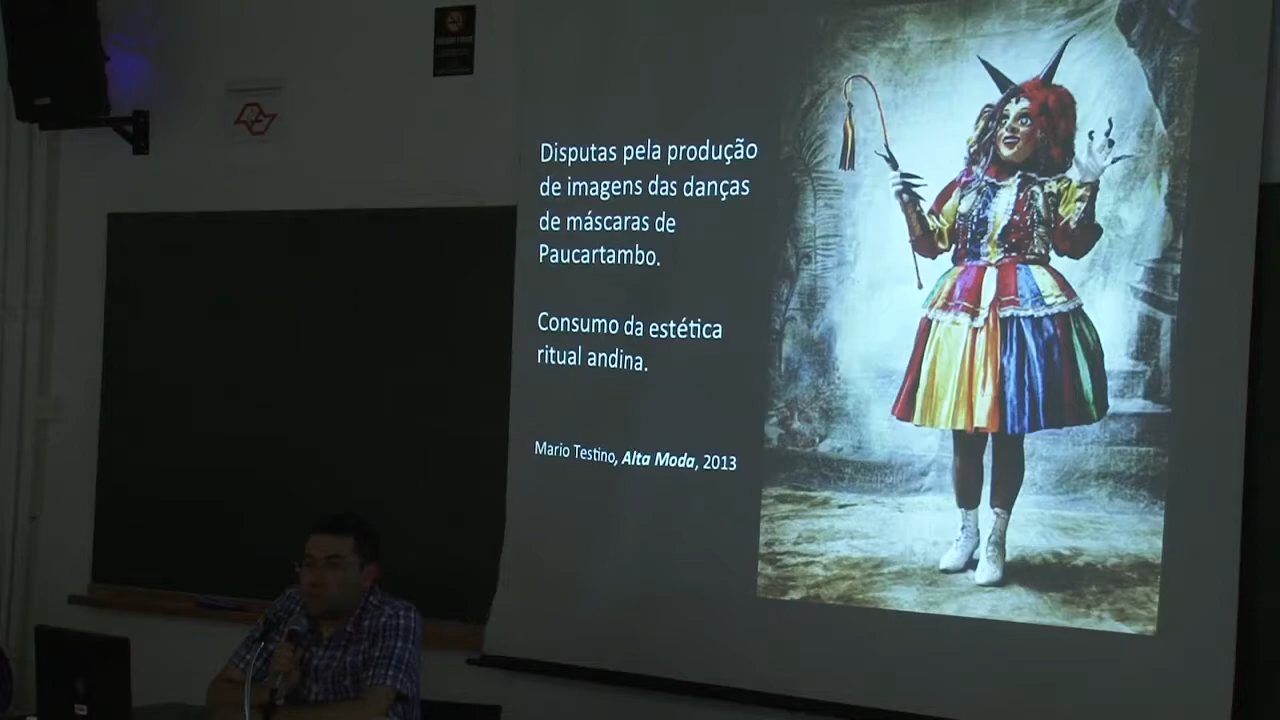 Disputas pela produção
de imagens das danças
de máscaras de
Paucartambo.
Consumo da estética
ritual andina.
Mario Testino, Alta Moda, 2013